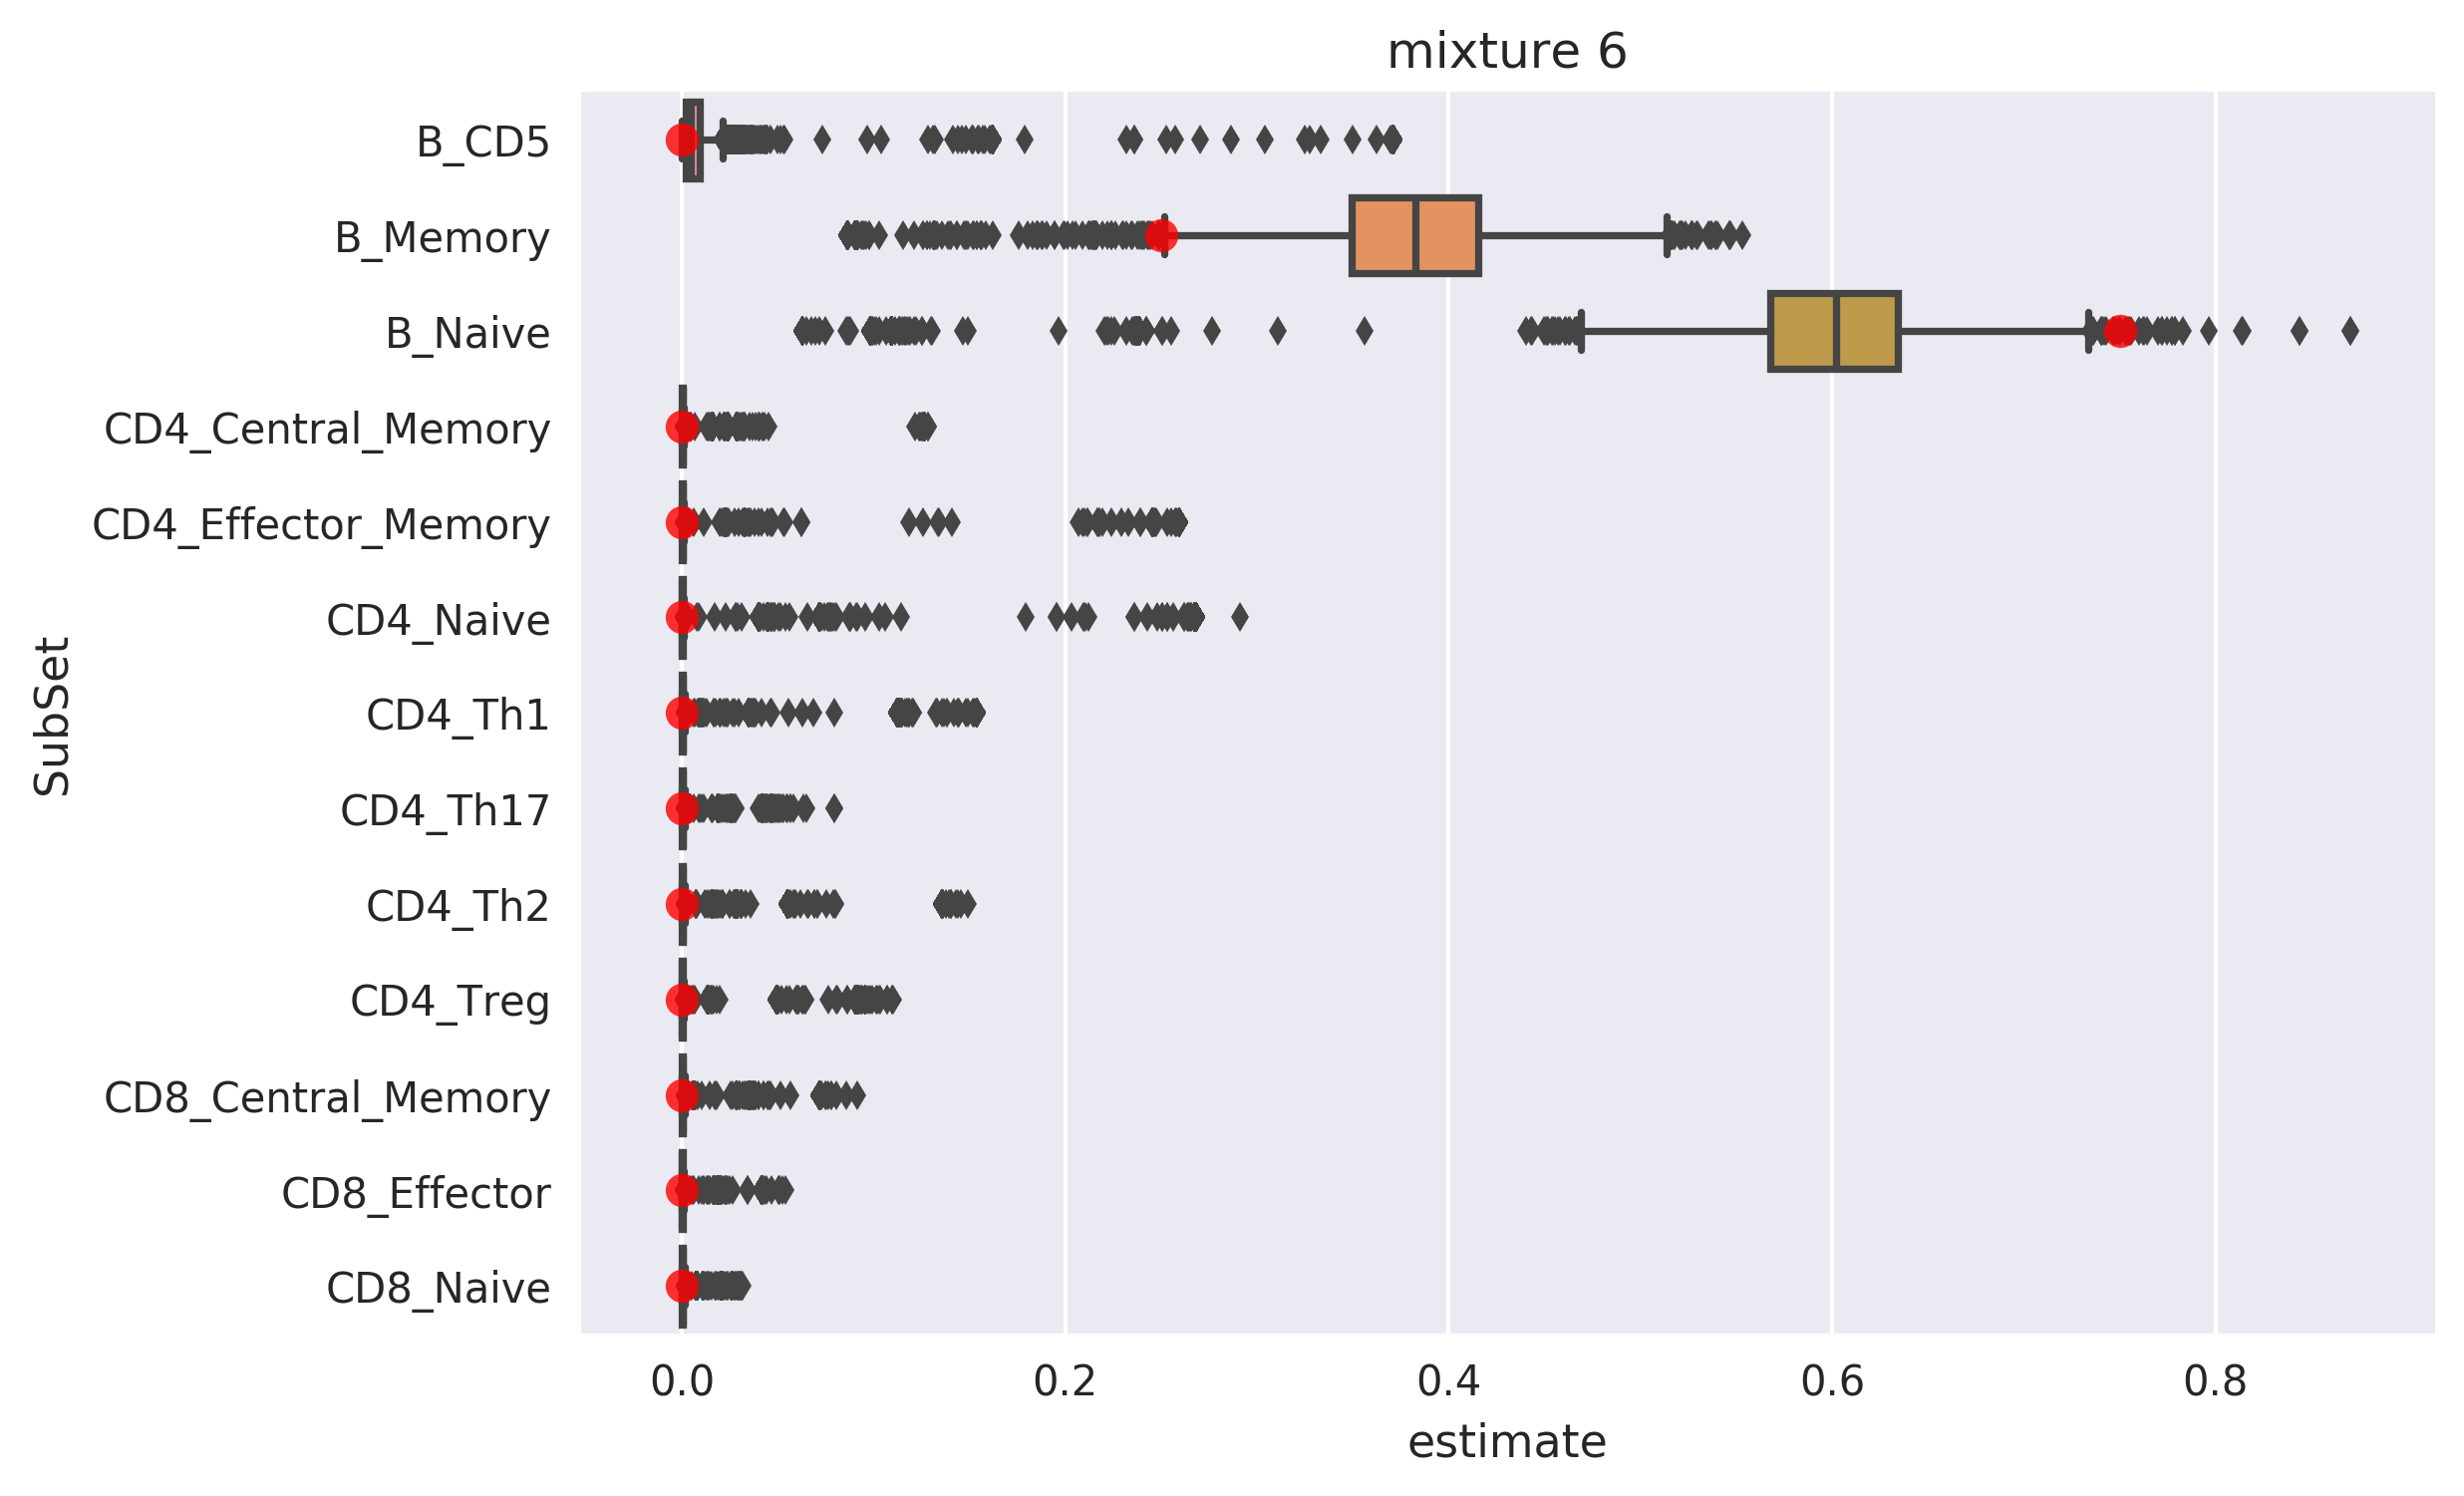 mixture 6
B_CD5
B_Memory
B_Naive
CD4_Central_Memory
CD4_Effector_Memory
CD4_Naive
CD4_Th1
CD4_Th17
CD4_Th2
CD4_Treg
CD8_Central_Memory
CD8_Effector
CD8_Naive
SubSet
0.0 0.2 0.4 0.6 0.8
estimate